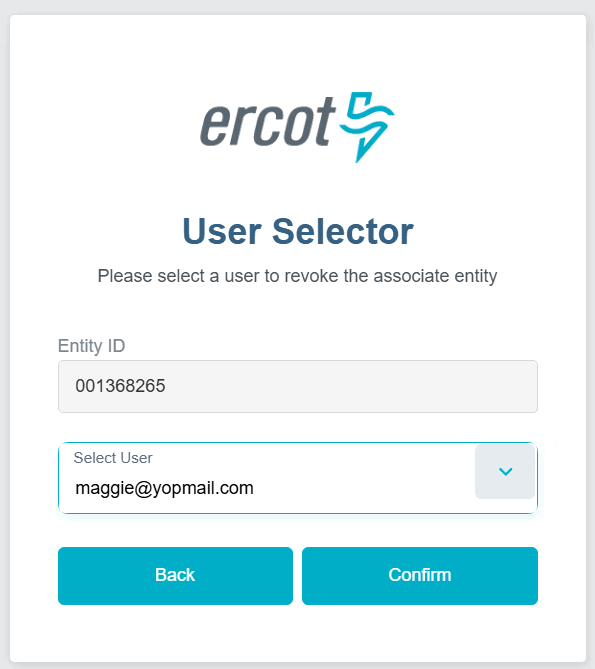 ercot
User Selector
Please select a user to revoke the associate entity
Entity ID
001368265
Select User
maggie@yopmail.com
Back
Confirm